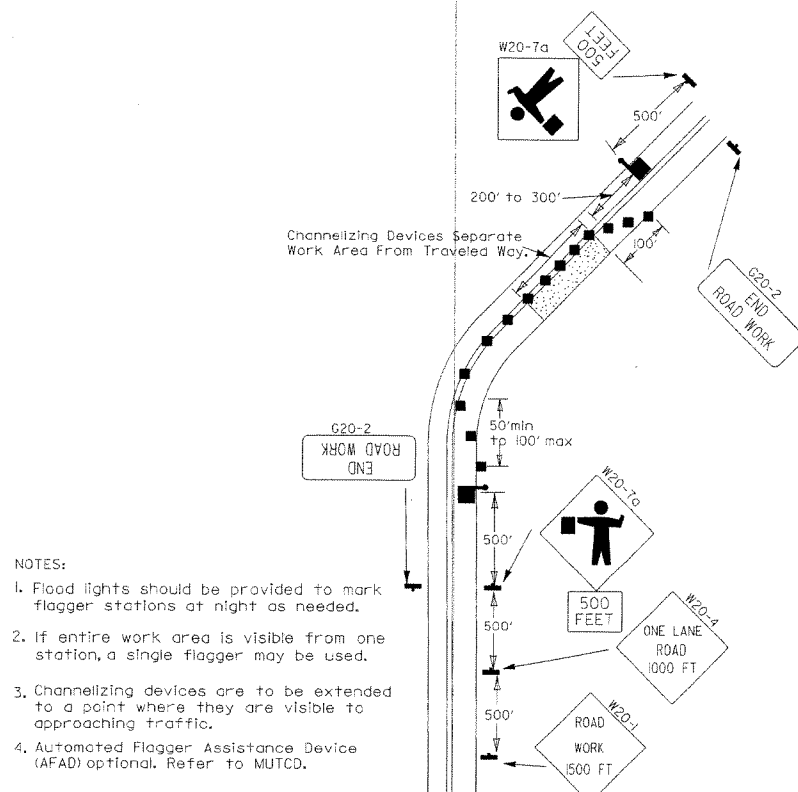 W20-7a
500
FEET
500'
200' to 300'
Channelizing Devices Separate
Work Area From Traveled Way.
100'
G20-2
END
ROAD WORK
50'min
to 100' max
G20-2
END
ROAD WORK
W20-7a
500'
500
FEET
500'
W20-4
ONE LANE
ROAD
1000 FT
500'
W20-1
ROAD
WORK
1500 FT
NOTES:
1. Flood lights should be provided to mark
flagger stations at night as needed.
2. If entire work area is visible from one
station, a single flagger may be used.
3. Channelizing devices are to be extended
to a point where they are visible to
approaching traffic.
4. Automated Flagger Assistance Device
(AFAD) optional. Refer to MUTCD.